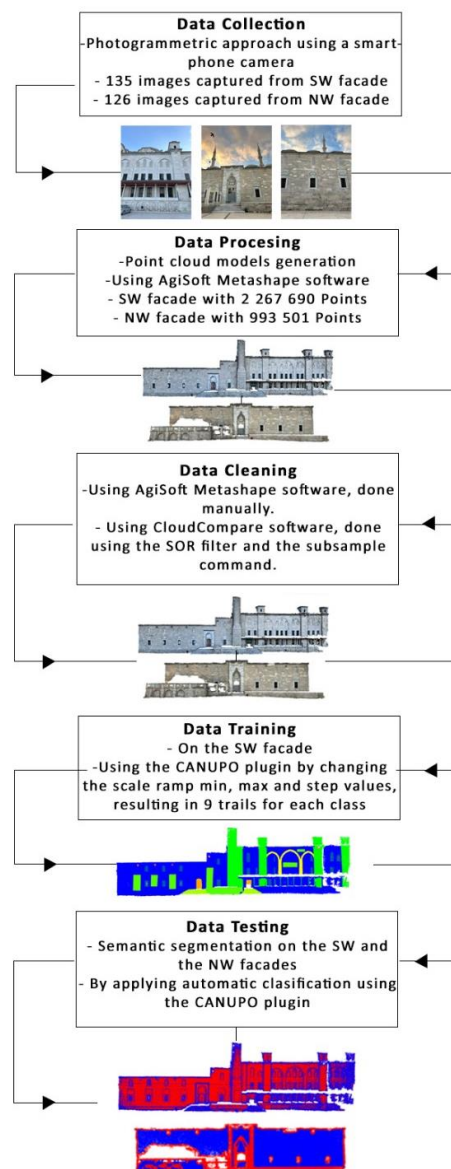 Data Collection
-Photogrammetric approach using a smart-
phone camera
- 135 images captured from SW facade
- 126 images captured from NW facade
Data Procesing
-Point cloud models generation
-Using AgiSoft Metashape software
- SW facade with 2 267 690 Points
- NW facade with 993 501 Points
Data Cleaning
-Using AgiSoft Metashape software, done
manually.
- Using CloudCompare software, done
using the SOR filter and the subsample
command.
Data Training
- On the SW facade
-Using the CANUPO plugin by changing
the scale ramp min, max and step values,
resulting in 9 trails for each class
Data Testing
- Semantic segmentation on the SW and
the NW facades
- By applying automatic clasification using
the CANUPO plugin